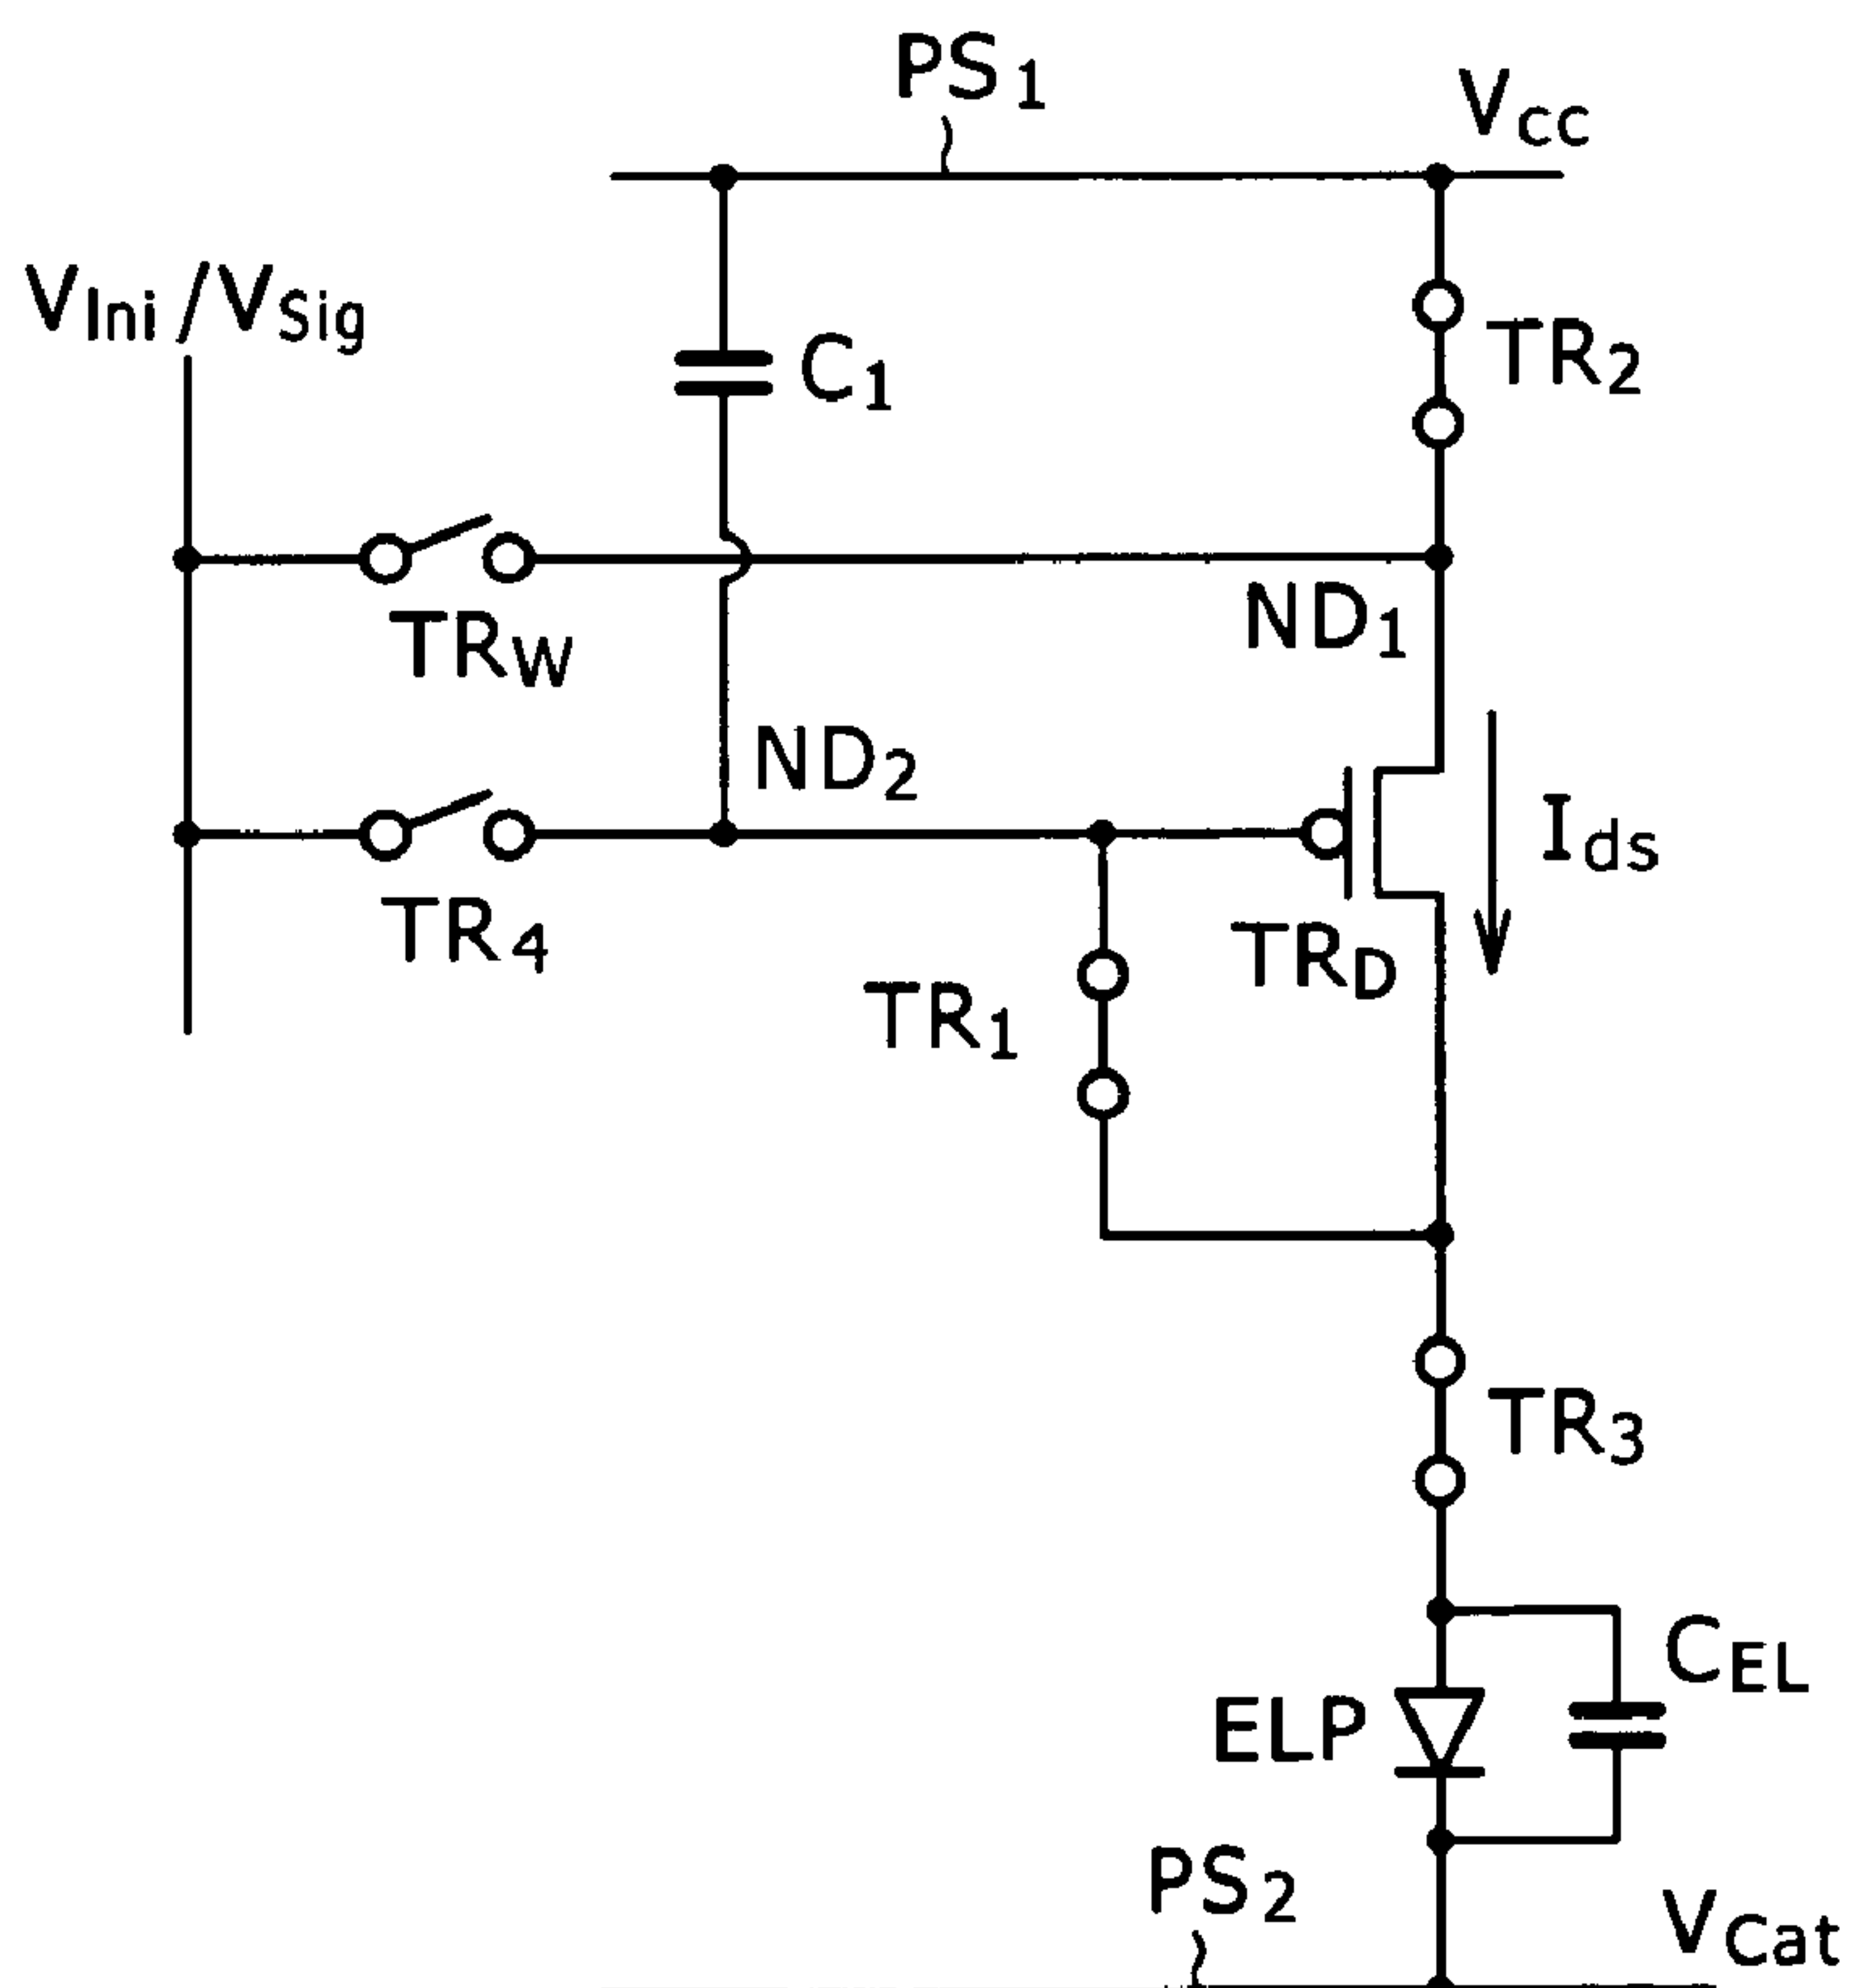 PS1
VCC
VIni/VSig
C1
TR2
TRW
ND1
ND2
Ids
TR4
TRD
TR1
TR3
CEL
ELP
PS2
VCat